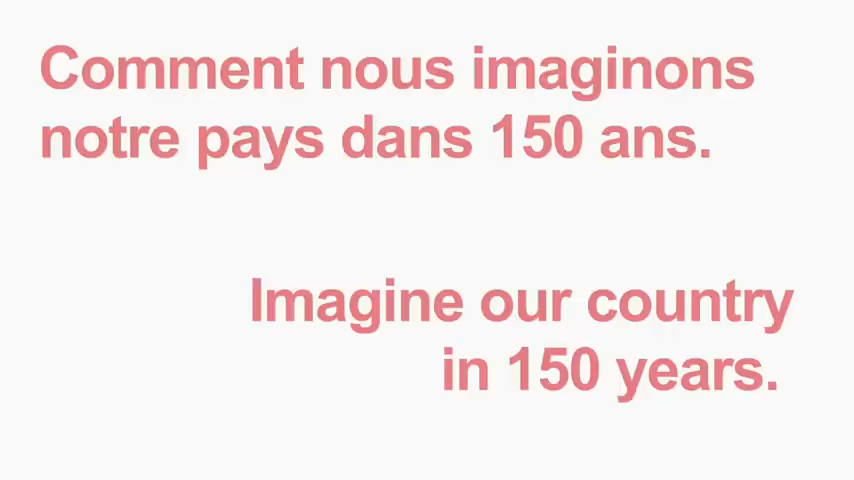 Comment nous imaginons
notre pays dans 150 ans.
Imagine our country
in 150 years.